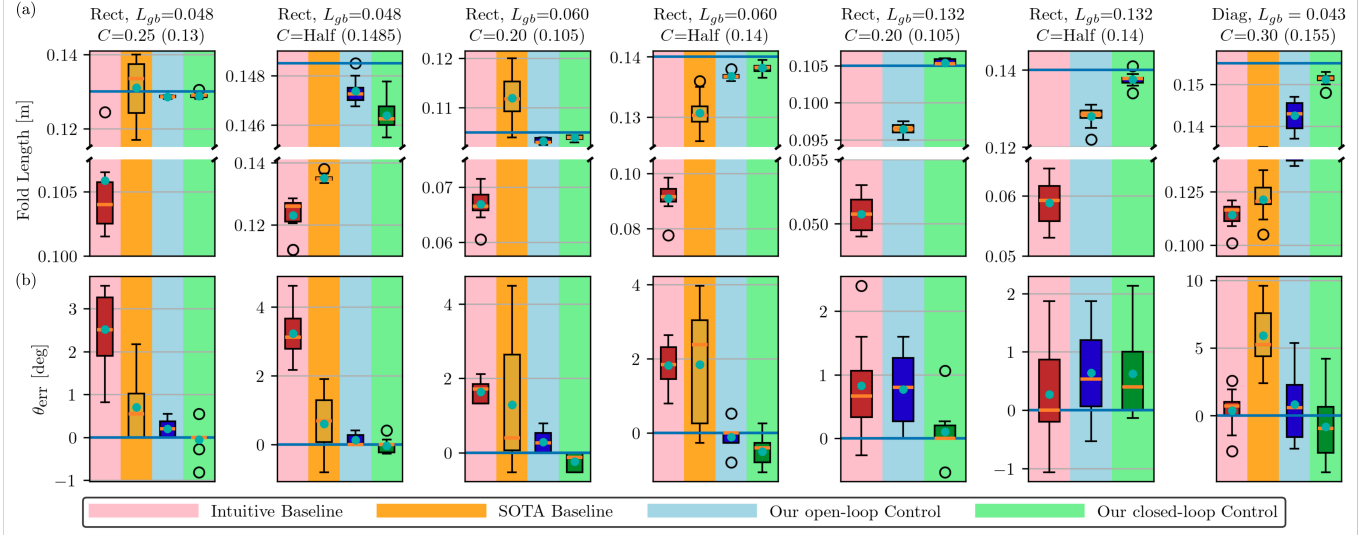 (a)
Rect, L_gb=0.048
C=0.25 (0.13)
Rect, L_gb=0.048
C=Half (0.1485)
Rect, L_gb=0.060
C=0.20 (0.105)
Rect, L_gb=0.060
C=Half (0.14)
Rect, L_gb=0.132
C=0.20 (0.105)
Rect, L_gb=0.132
C=Half (0.14)
Diag, L_gb = 0.043
C=0.30 (0.155)
Fold Length [m]
0.14
0.12
0.105
0.100
0.148
0.146
0.14
0.12
0.12
0.11
0.07
0.06
0.14
0.13
0.10
0.08
0.105
0.100
0.095
0.055
0.050
0.14
0.12
0.06
0.05
0.15
0.14
0.125
0.100
(b)
θerr [deg]
3
2
1
0
−1
4
2
0
4
2
0
4
2
0
2
1
0
2
1
0
−1
10
5
0
Intuitive Baseline
SOTA Baseline
Our open-loop Control
Our closed-loop Control